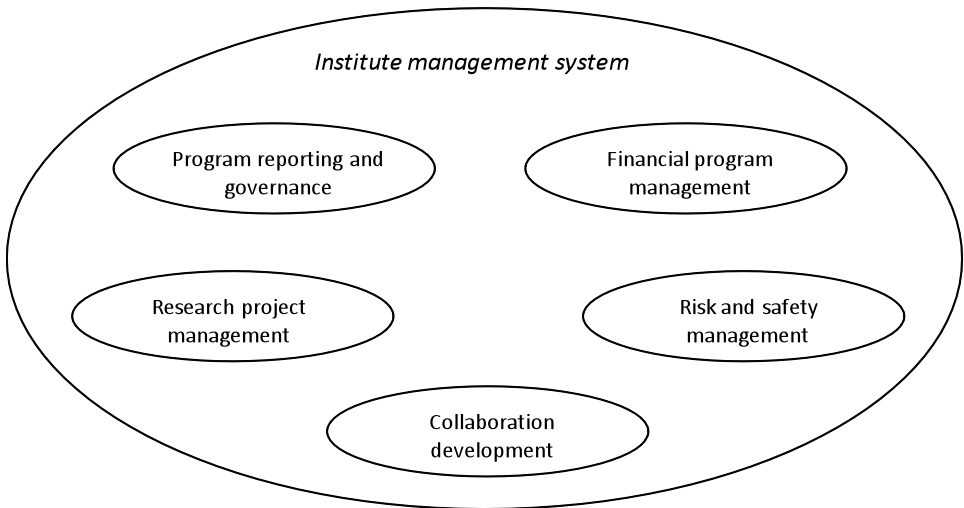 Institute management system
Program reporting and
governance
Financial program
management
Research project
management
Risk and safety
management
Collaboration
development